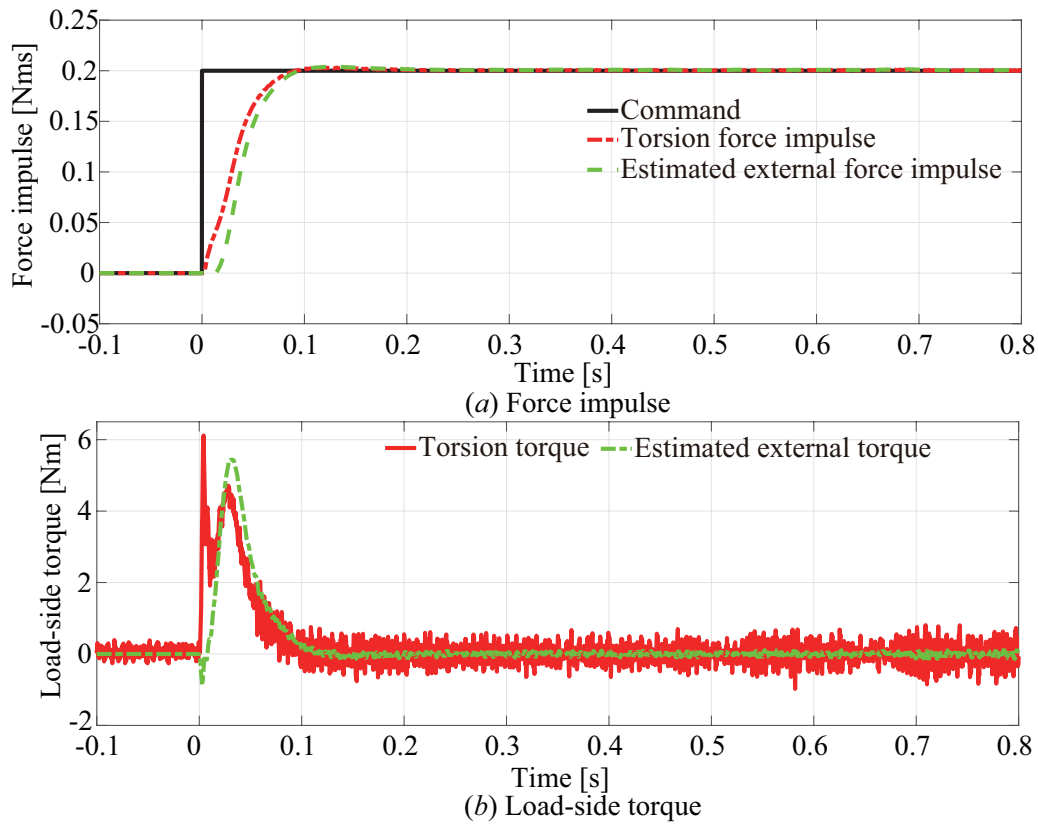 Force impulse [Nms]
0.25
0.2
0.15
0.1
0.05
0
-0.05
Command
Torsion force impulse
Estimated external force impulse
-0.1 0 0.1 0.2 0.3 0.4 0.5 0.6 0.7 0.8
Time [s]
(a) Force impulse
Load-side torque [Nm]
6
4
2
0
-2
Torsion torque Estimated external torque
-0.1 0 0.1 0.2 0.3 0.4 0.5 0.6 0.7 0.8
Time [s]
(b) Load-side torque